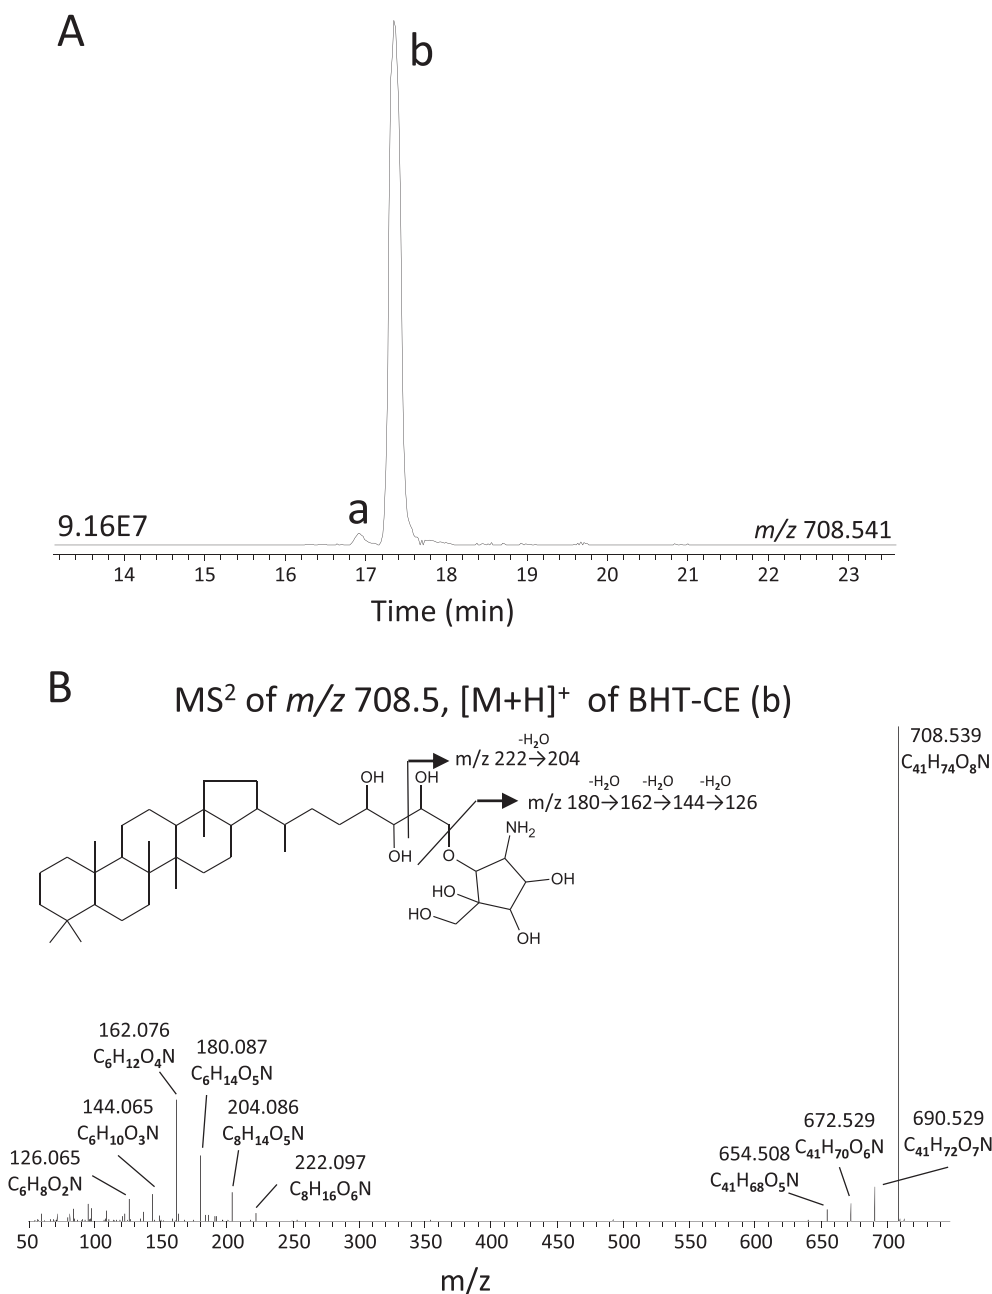 A
b
a
9.16E7
m/z 708.541
14 15 16 17 18 19 20 21 22 23
Time (min)
B
MS² of m/z 708.5, [M+H]⁺ of BHT-CE (b)
708.539
C₄₁H₇₄O₈N
-H₂O
m/z 222→204
OH OH
-H₂O -H₂O -H₂O
m/z 180→162→144→126
NH₂
OH
O
OH
HO
HO
OH
162.076
C₆H₁₂O₄N
180.087
C₆H₁₄O₅N
144.065
C₆H₁₀O₃N
204.086
C₈H₁₄O₅N
126.065
C₆H₈O₂N
222.097
C₈H₁₆O₆N
654.508
C₄₁H₆₈O₅N
672.529
C₄₁H₇₀O₆N
690.529
C₄₁H₇₂O₇N
50 100 150 200 250 300 350 400 450 500 550 600 650 700
m/z